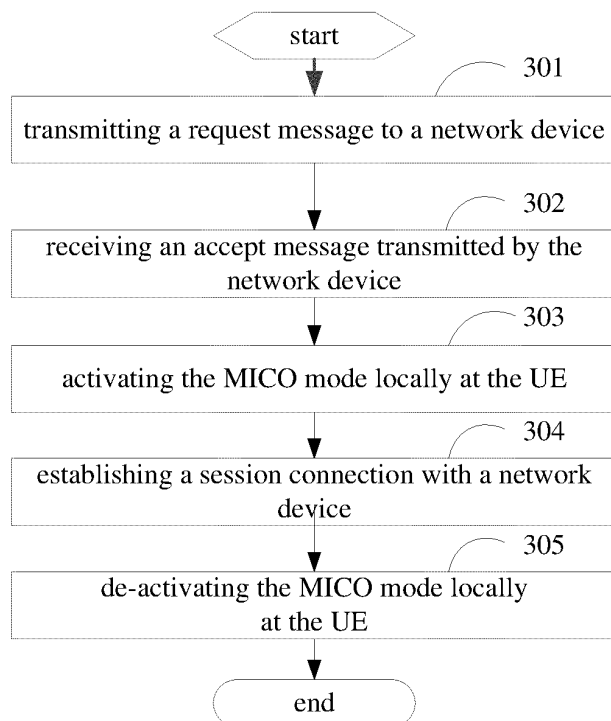 start
301
transmitting a request message to a network device
302
receiving an accept message transmitted by the
network device
303
activating the MICO mode locally at the UE
304
establishing a session connection with a network
device
305
de-activating the MICO mode locally
at the UE
end